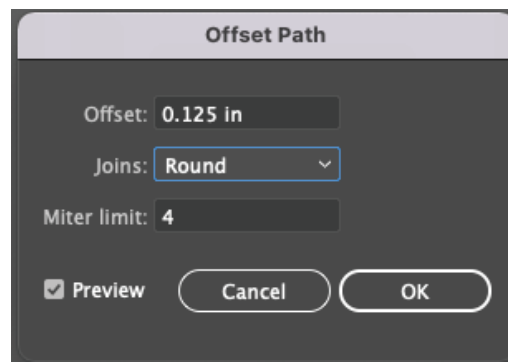 Offset Path
Offset: 0.125 in
Joins: Round
Miter limit: 4
Preview Cancel OK